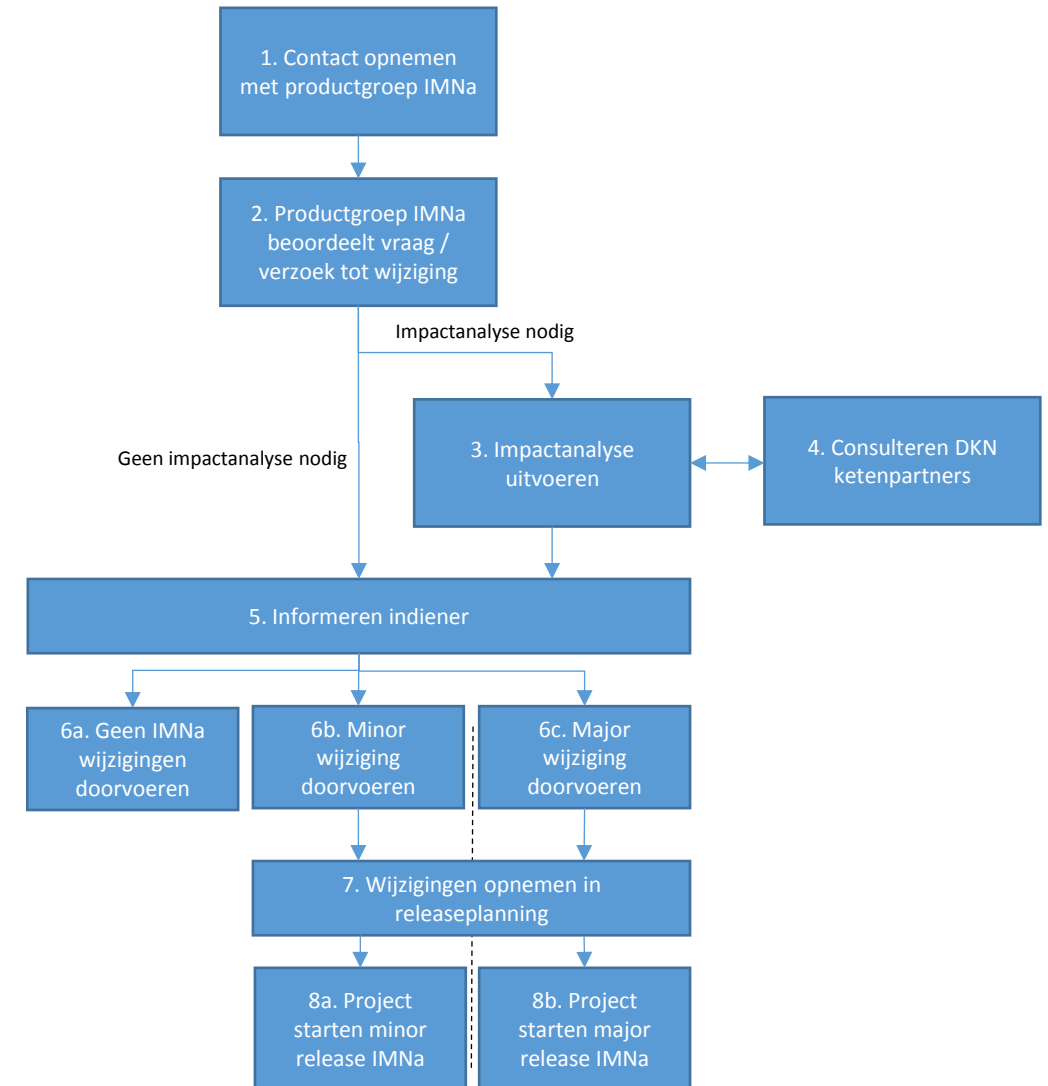 1. Contact opnemen
met productgroep IMNa
2. Productgroep IMNa
beoordeelt vraag /
verzoek tot wijziging
Impactanalyse nodig
Geen impactanalyse nodig
3. Impactanalyse
uitvoeren
4. Consulteren DKN
ketenpartners
5. Informeren indiener
6a. Geen IMNa
wijzigingen
doorvoeren
6b. Minor
wijziging
doorvoeren
6c. Major
wijziging
doorvoeren
7. Wijzigingen opnemen in
releaseplanning
8a. Project
starten minor
release IMNa
8b. Project
starten major
release IMNa